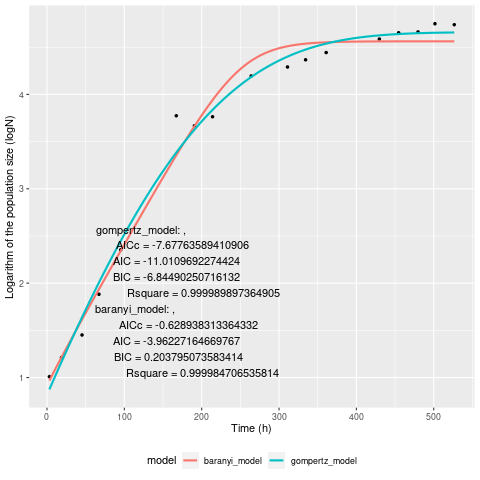 Logarithm of the population size (logN)
4
3
2
1
gompertz_model: ,
AICc = -7.67763589410906
AIC = -11.0109692274424
BIC = -6.84490250716132
Rsquare = 0.999989897364905
baranyi_model: ,
AICc = -0.628938313364332
AIC = -3.96227164669767
BIC = 0.203795073583414
Rsquare = 0.999984706535814
0 100 200 300 400 500
Time (h)
model baranyi_model gompertz_model